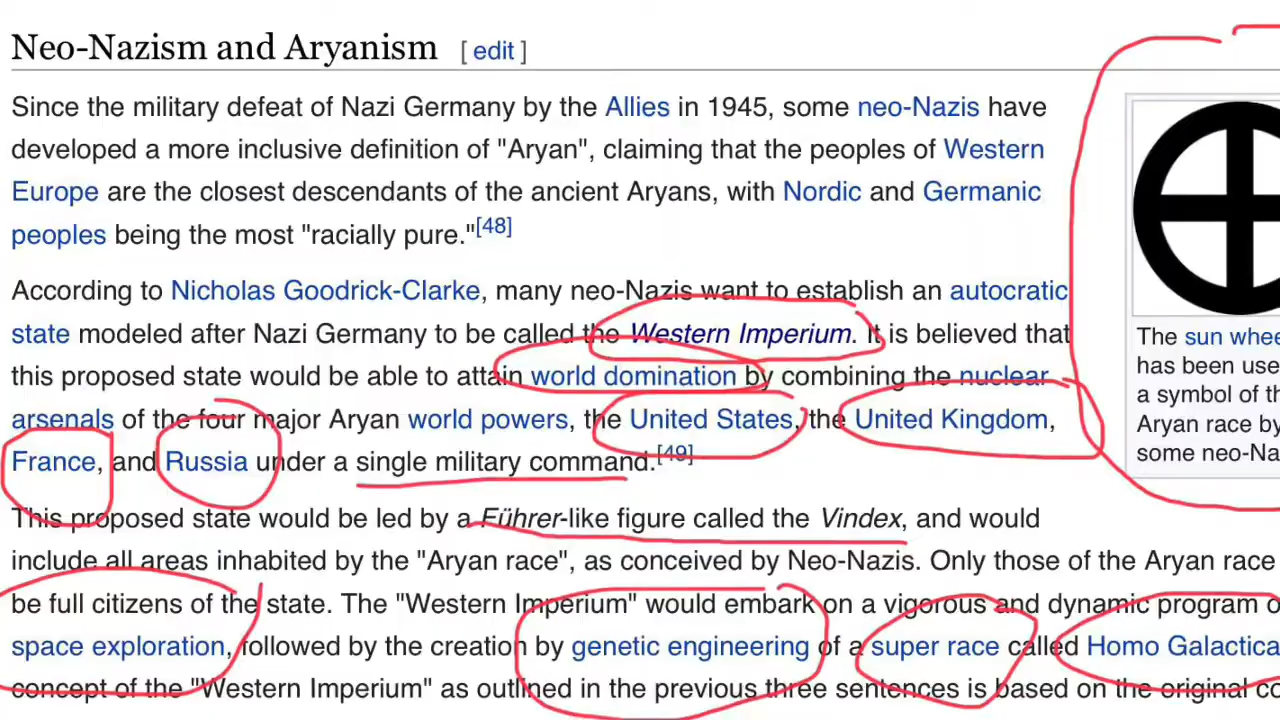 Neo-Nazism and Aryanism [ edit ]
Since the military defeat of Nazi Germany by the Allies in 1945, some neo-Nazis have
developed a more inclusive definition of "Aryan", claiming that the peoples of Western
Europe are the closest descendants of the ancient Aryans, with Nordic and Germanic
peoples being the most "racially pure."[48]
According to Nicholas Goodrick-Clarke, many neo-Nazis want to establish an autocratic
state modeled after Nazi Germany to be called the Western Imperium. It is believed that
this proposed state would be able to attain world domination by combining the nuclear
arsenals of the four major Aryan world powers, the United States, the United Kingdom,
France, and Russia under a single military command.[49]
This proposed state would be led by a Führer-like figure called the Vindex, and would
include all areas inhabited by the "Aryan race", as conceived by Neo-Nazis. Only those of the Aryan race
be full citizens of the state. The "Western Imperium" would embark on a vigorous and dynamic program
space exploration, followed by the creation by genetic engineering of a super race called Homo Galactica
concept of the "Western Imperium" as outlined in the previous three sentences is based on the original
The sun
has been
a symbol of
Aryan race by
some